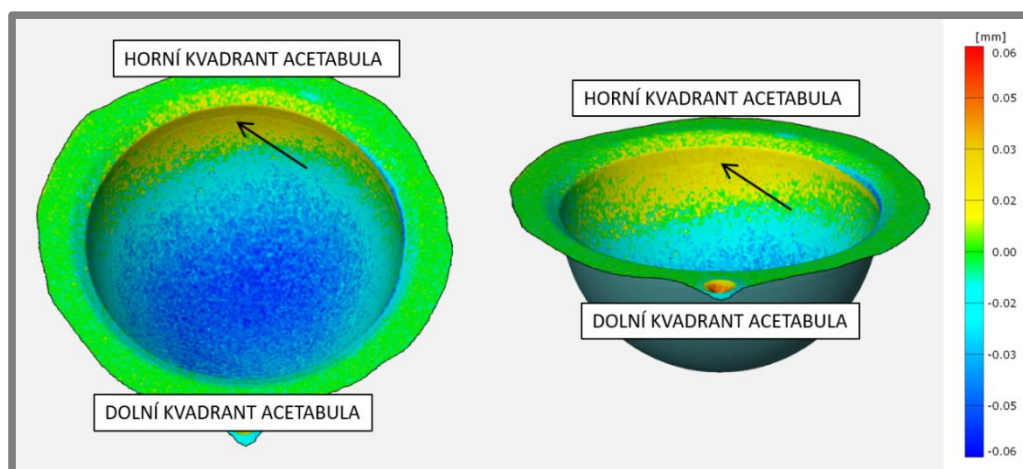 HORNÍ KVADRANT ACETABULA
DOLNÍ KVADRANT ACETABULA
HORNÍ KVADRANT ACETABULA
DOLNÍ KVADRANT ACETABULA
[mm]
0.06
0.05
0.03
0.02
0.00
-0.02
-0.03
-0.05
-0.06